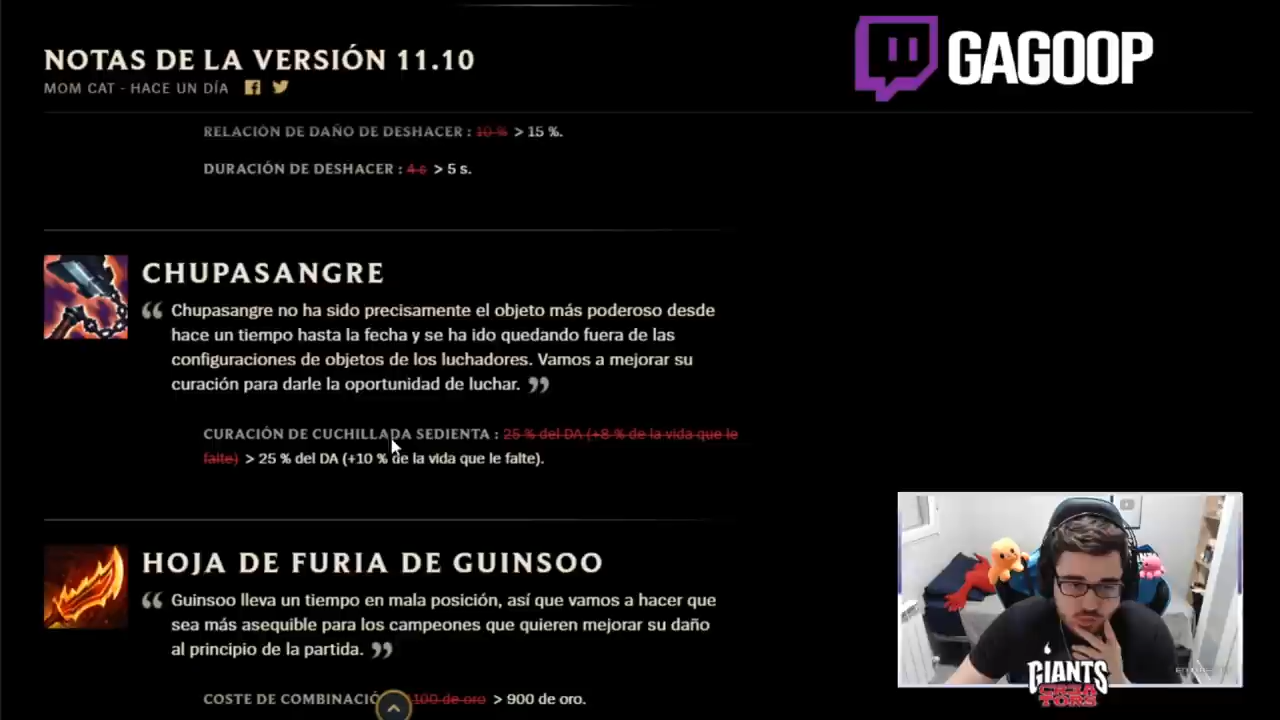 NOTAS DE LA VERSIÓN 11.10
GAGOOP
MOM CAT - HACE UN DÍA
RELACIÓN DE DAÑO DE DESHACER : 10 % > 15 %.
DURACIÓN DE DESHACER : 4 s > 5 s.
CHUPASANGRE
“ Chupasangre no ha sido precisamente el objeto más poderoso desde
hace un tiempo hasta la fecha y se ha ido quedando fuera de las
configuraciones de objetos de los luchadores. Vamos a mejorar su
curación para darle la oportunidad de luchar. ”
CURACIÓN DE CUCHILLADA SEDIENTA : 25 % del DA (+8 % de la vida que le
falte) > 25 % del DA (+10 % de la vida que le falte).
HOJA DE FURIA DE GUINSOO
“ Guinsoo lleva un tiempo en mala posición, así que vamos a hacer que
sea más asequible para los campeones que quieren mejorar su daño
al principio de la partida. ”
COSTE DE COMBINACIÓ 100 de oro > 900 de oro.
GIANTS
CREA
TORS